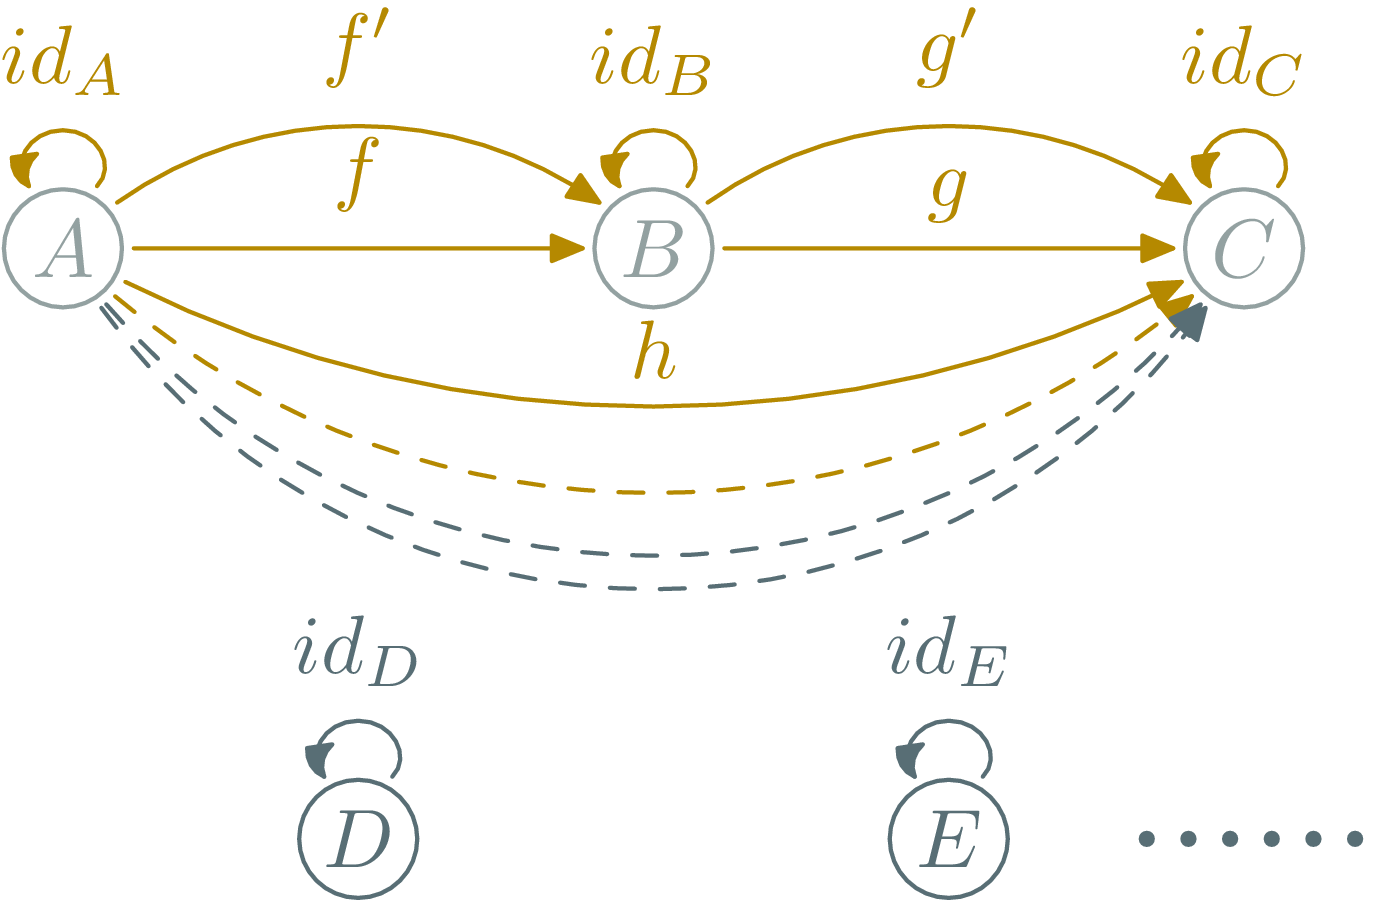 id_A f′ id_B g′ id_C
f g
A B C
h
id_D id_E
D E ......